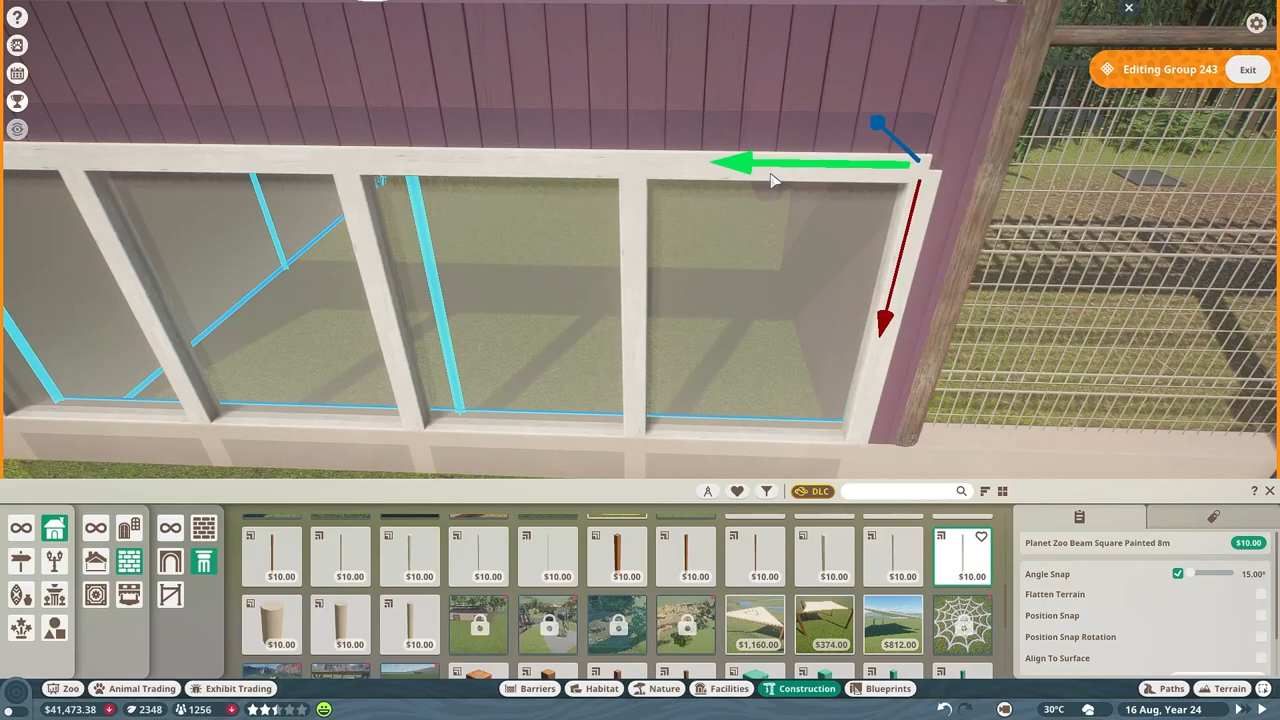 Editing Group 243
Exit
DLC
$10.00 $10.00 $10.00 $10.00 $10.00 $10.00 $10.00 $10.00 $10.00 $10.00 $10.00
$10.00 $10.00 $10.00 $1,160.00 $374.00 $812.00
Planet Zoo Beam Square Painted 8m $10.00
Angle Snap 15.00°
Flatten Terrain
Position Snap
Position Snap Rotation
Align To Surface
Zoo Animal Trading Exhibit Trading Barriers Habitat Nature Facilities Construction Blueprints Paths Terrain
$41,473.38 2348 1256 30°C 16 Aug, Year 24